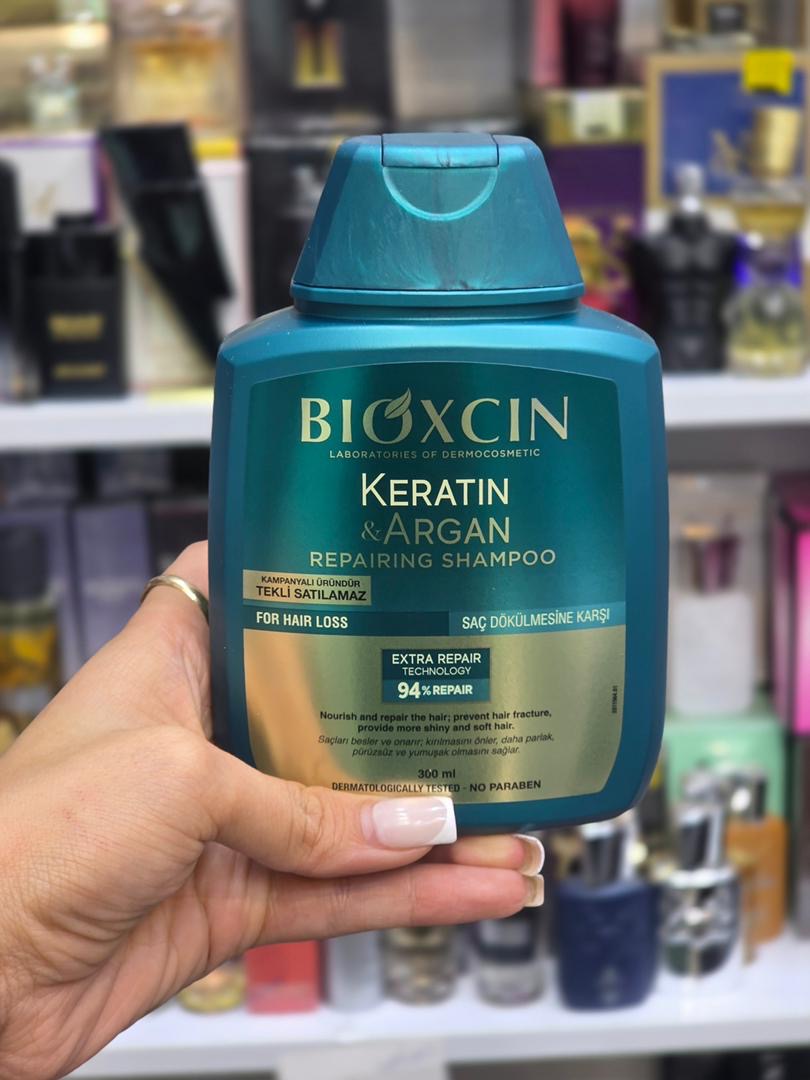 BIOXCIN
LABORATORIES OF DERMOCOSMETIC
KERATIN
& ARGAN
REPAIRING SHAMPOO
KAMPANYALI ÜRÜNDÜR
TEKLİ SATILAMAZ
FOR HAIR LOSS
SAÇ DÖKÜLMESİNE KARŞI
EXTRA REPAIR
TECHNOLOGY
94% REPAIR
Nourish and repair the hair; prevent hair fracture,
provide more shiny and soft hair.
Saçları besler ve onarır; kırılmasını önler, daha parlak,
pürüzsüz ve yumuşak olmasını sağlar.
300 ml
DERMATOLOGICALLY TESTED - NO PARABEN